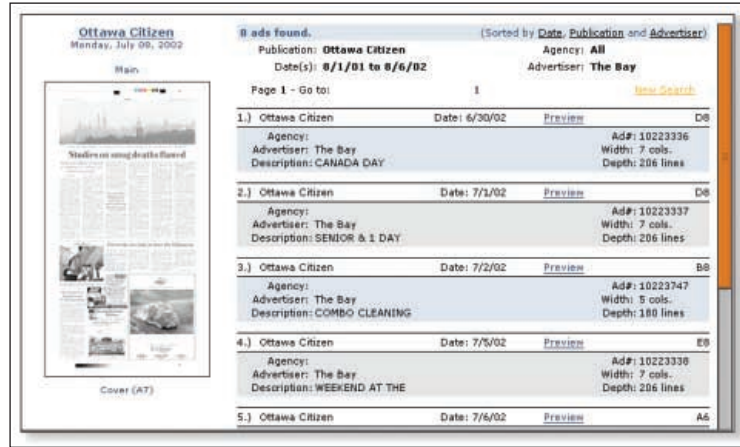 Ottawa Citizen
Monday, July 08, 2002
Main
Studies on smog deaths flawed
Cover (A1)
8 ads found. (Sorted by Date, Publication and Advertiser)
Publication: Ottawa Citizen Agency: All
Date(s): 8/1/01 to 8/6/02 Advertiser: The Bay
Page 1 - Go to: 1 New Search
1.) Ottawa Citizen Date: 6/30/02 Preview D8
Agency: Ad#: 10223336
Advertiser: The Bay Width: 7 cols.
Description: CANADA DAY Depth: 206 lines
2.) Ottawa Citizen Date: 7/1/02 Preview D8
Agency: Ad#: 10223337
Advertiser: The Bay Width: 7 cols.
Description: SENIOR & 1 DAY Depth: 206 lines
3.) Ottawa Citizen Date: 7/2/02 Preview B8
Agency: Ad#: 10223747
Advertiser: The Bay Width: 5 cols.
Description: COMBO CLEANING Depth: 180 lines
4.) Ottawa Citizen Date: 7/5/02 Preview E8
Agency: Ad#: 10223338
Advertiser: The Bay Width: 7 cols.
Description: WEEKEND AT THE Depth: 206 lines
5.) Ottawa Citizen Date: 7/6/02 Preview A6